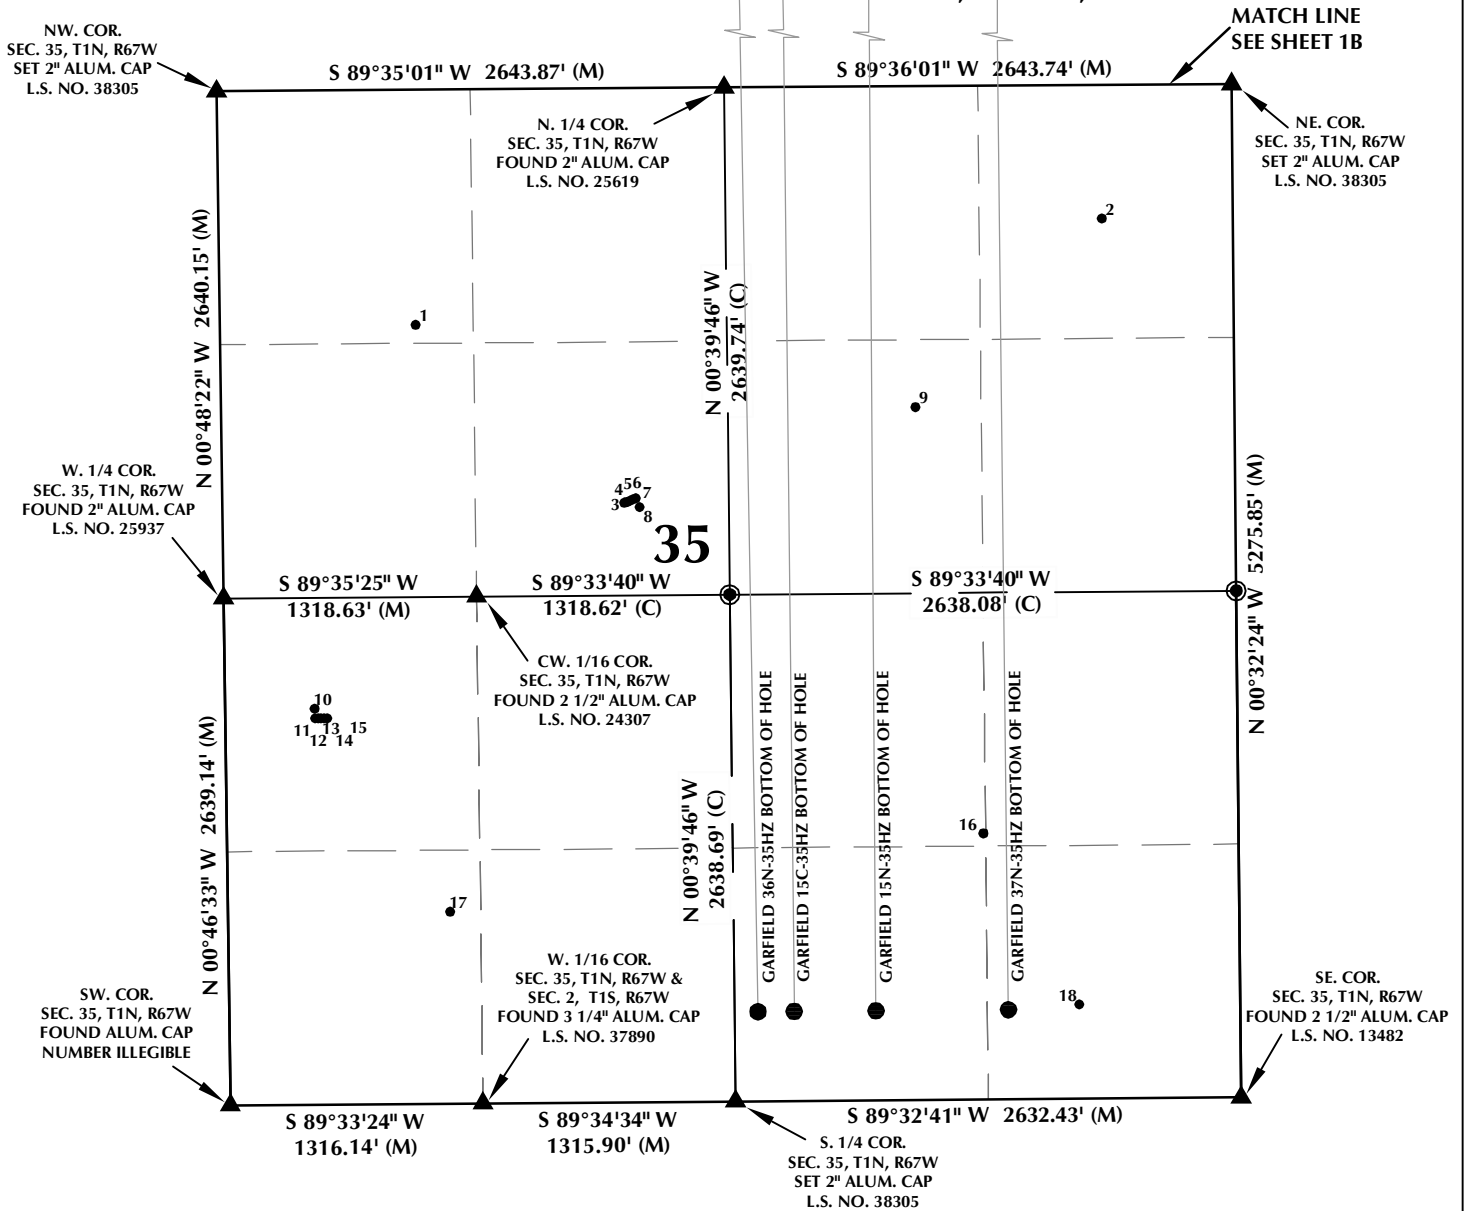 MATCH LINE
SEE SHEET 1B
NW. COR.
SEC. 35, T1N, R67W
SET 2" ALUM. CAP
L.S. NO. 38305
S 89°35'01" W 2643.87' (M)
S 89°36'01" W 2643.74' (M)
N. 1/4 COR.
SEC. 35, T1N, R67W
FOUND 2" ALUM. CAP
L.S. NO. 25619
NE. COR.
SEC. 35, T1N, R67W
SET 2" ALUM. CAP
L.S. NO. 38305
2
1
N 00°48'22" W 2640.15' (M)
N 00°39'46" W
2639.74' (C)
9
W. 1/4 COR.
SEC. 35, T1N, R67W
FOUND 2" ALUM. CAP
L.S. NO. 25937
456
7
3
8
35
N 00°32'24" W 5275.85' (M)
S 89°35'25" W
1318.63' (M)
S 89°33'40" W
1318.62' (C)
S 89°33'40" W
2638.08' (C)
CW. 1/16 COR.
SEC. 35, T1N, R67W
FOUND 2 1/2" ALUM. CAP
L.S. NO. 24307
10
11 13 15
12 14
N 00°46'33" W 2639.14' (M)
N 00°39'46" W
2638.69' (C)
GARFIELD 36N-35HZ BOTTOM OF HOLE
GARFIELD 15C-35HZ BOTTOM OF HOLE
GARFIELD 15N-35HZ BOTTOM OF HOLE
GARFIELD 37N-35HZ BOTTOM OF HOLE
16
17
18
W. 1/16 COR.
SEC. 35, T1N, R67W &
SEC. 2, T1S, R67W
FOUND 3 1/4" ALUM. CAP
L.S. NO. 37890
SW. COR.
SEC. 35, T1N, R67W
FOUND ALUM. CAP
NUMBER ILLEGIBLE
SE. COR.
SEC. 35, T1N, R67W
FOUND 2 1/2" ALUM. CAP
L.S. NO. 13482
S 89°33'24" W
1316.14' (M)
S 89°34'34" W
1315.90' (M)
S 89°32'41" W 2632.43' (M)
S. 1/4 COR.
SEC. 35, T1N, R67W
SET 2" ALUM. CAP
L.S. NO. 38305